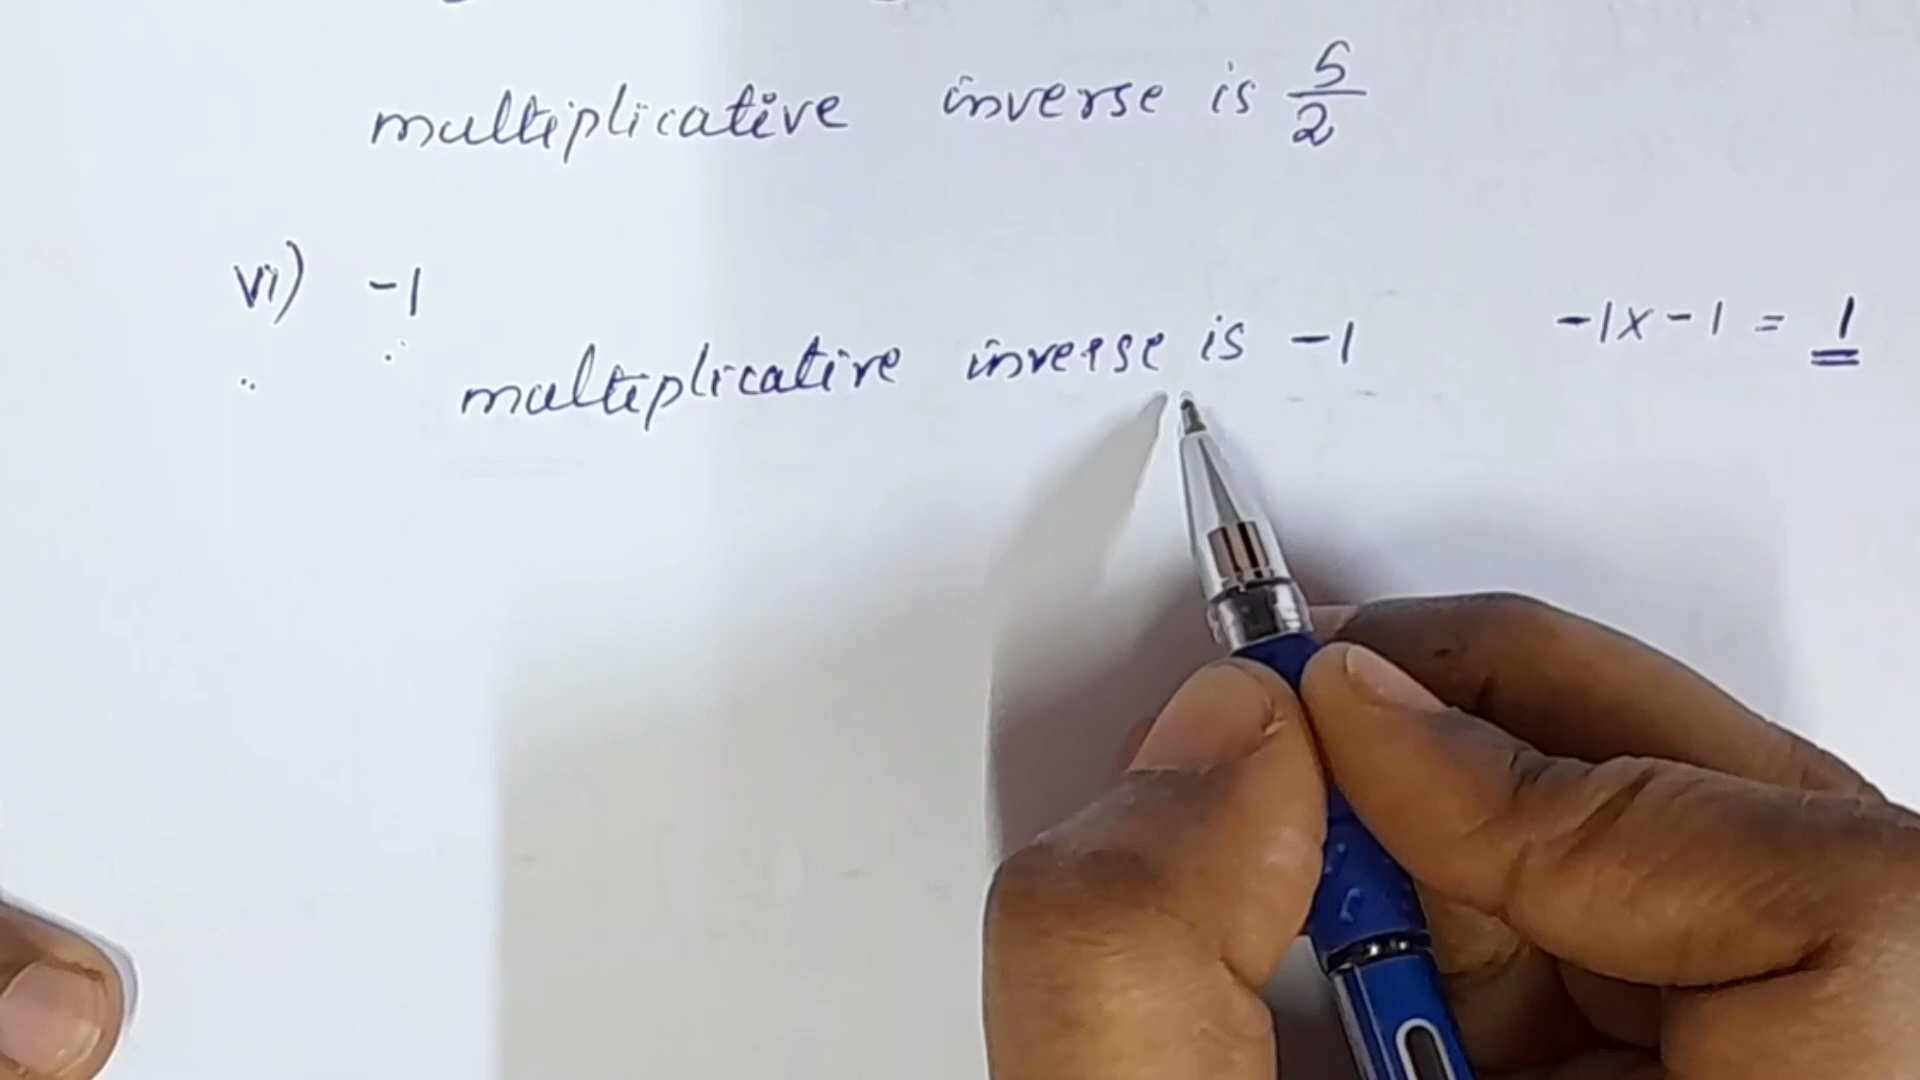 multiplicative inverse is 5/2
vi) -1
∴ multiplicative inverse is -1
-1x-1 = 1